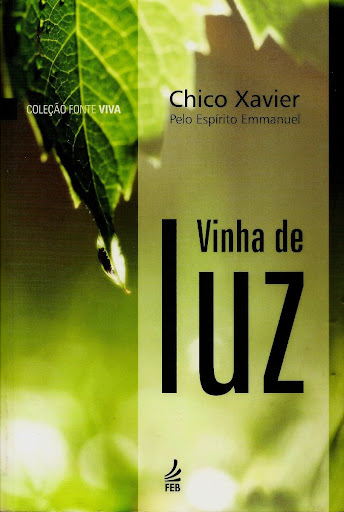 COLEÇÃO FONTE VIVA
Chico Xavier
Pelo Espírito Emmanuel
Vinha de
luz
FEB